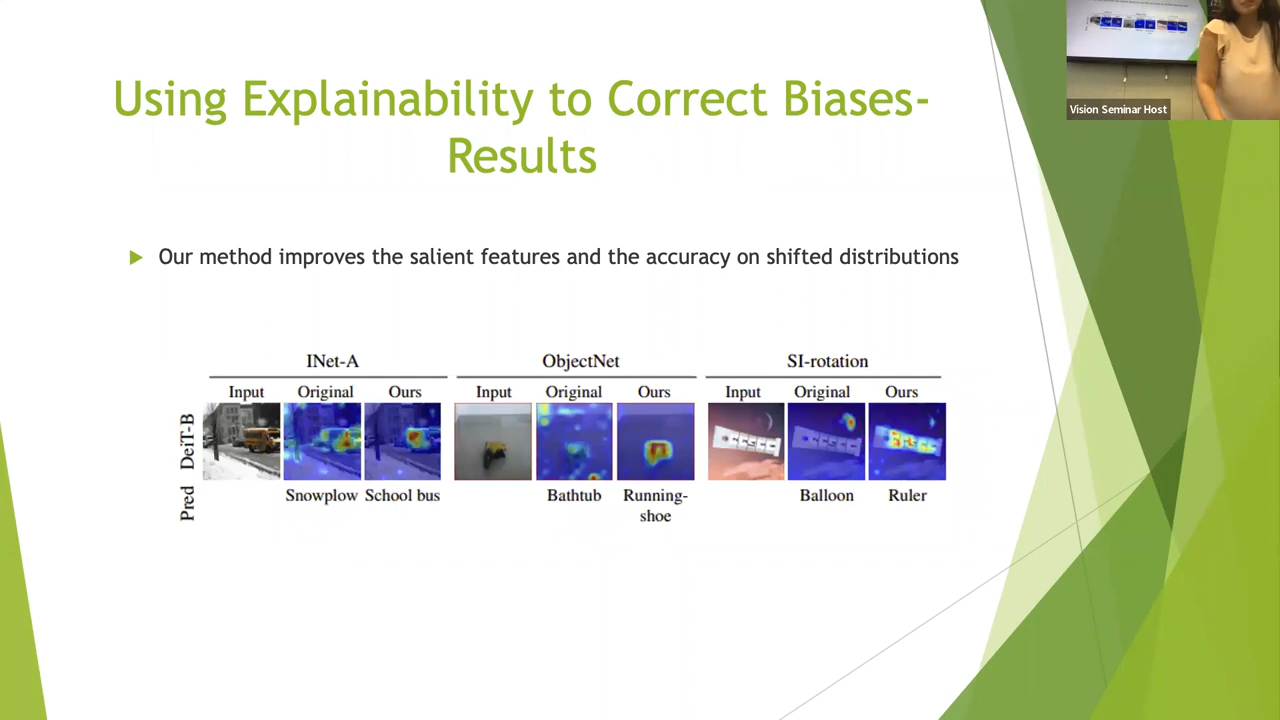 Using Explainability to Correct Biases-
Results
Vision Seminar Host
Our method improves the salient features and the accuracy on shifted distributions
INet-A ObjectNet SI-rotation
Input Original Ours Input Original Ours Input Original Ours
DeiT-B
Pred Snowplow School bus Bathtub Running- Balloon Ruler
shoe